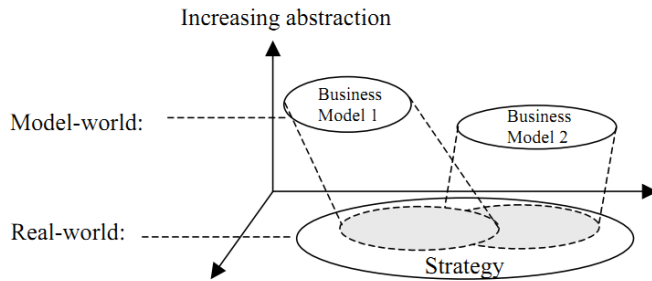 Increasing abstraction
Business
Model 1
Business
Model 2
Model-world:
Real-world:
Strategy